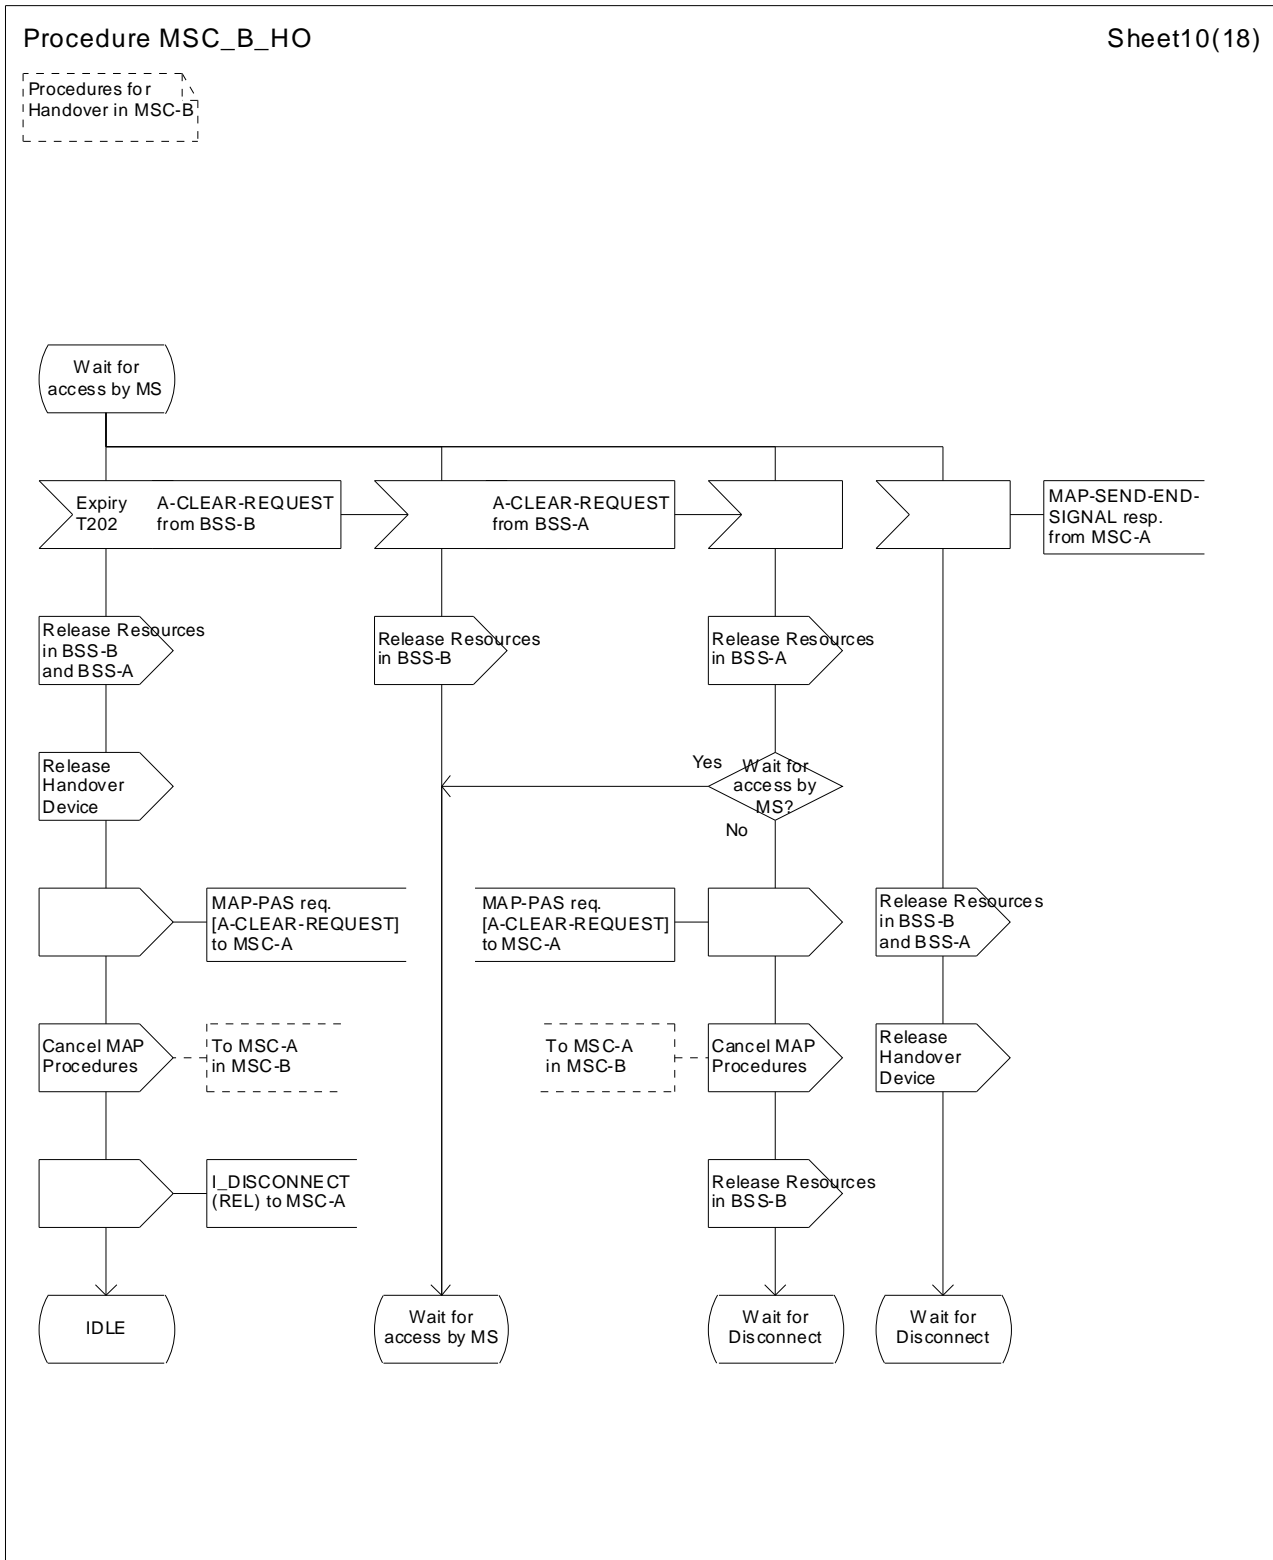 Procedure MSC_B_HO
Sheet10(18)
Procedures for
Handover in MSC-B
Wait for
access by MS
Expiry
T202
A-CLEAR-REQUEST
from BSS-B
A-CLEAR-REQUEST
from BSS-A
MAP-SEND-END-
SIGNAL resp.
from MSC-A
Release Resources
in BSS-B
and BSS-A
Release Resources
in BSS-B
Release Resources
in BSS-A
Release
Handover
Device
Yes
Wait for
access by
MS?
No
MAP-PAS req.
[A-CLEAR-REQUEST]
to MSC-A
MAP-PAS req.
[A-CLEAR-REQUEST]
to MSC-A
Release Resources
in BSS-B
and BSS-A
Cancel MAP
Procedures
To MSC-A
in MSC-B
To MSC-A
in MSC-B
Cancel MAP
Procedures
Release
Handover
Device
I_DISCONNECT
(REL) to MSC-A
Release Resources
in BSS-B
IDLE
Wait for
access by MS
Wait for
Disconnect
Wait for
Disconnect